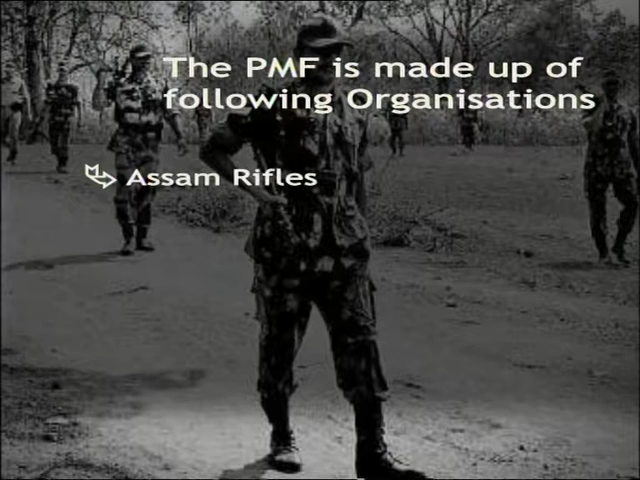 The PMF is made up of
following Organisations
Assam Rifles